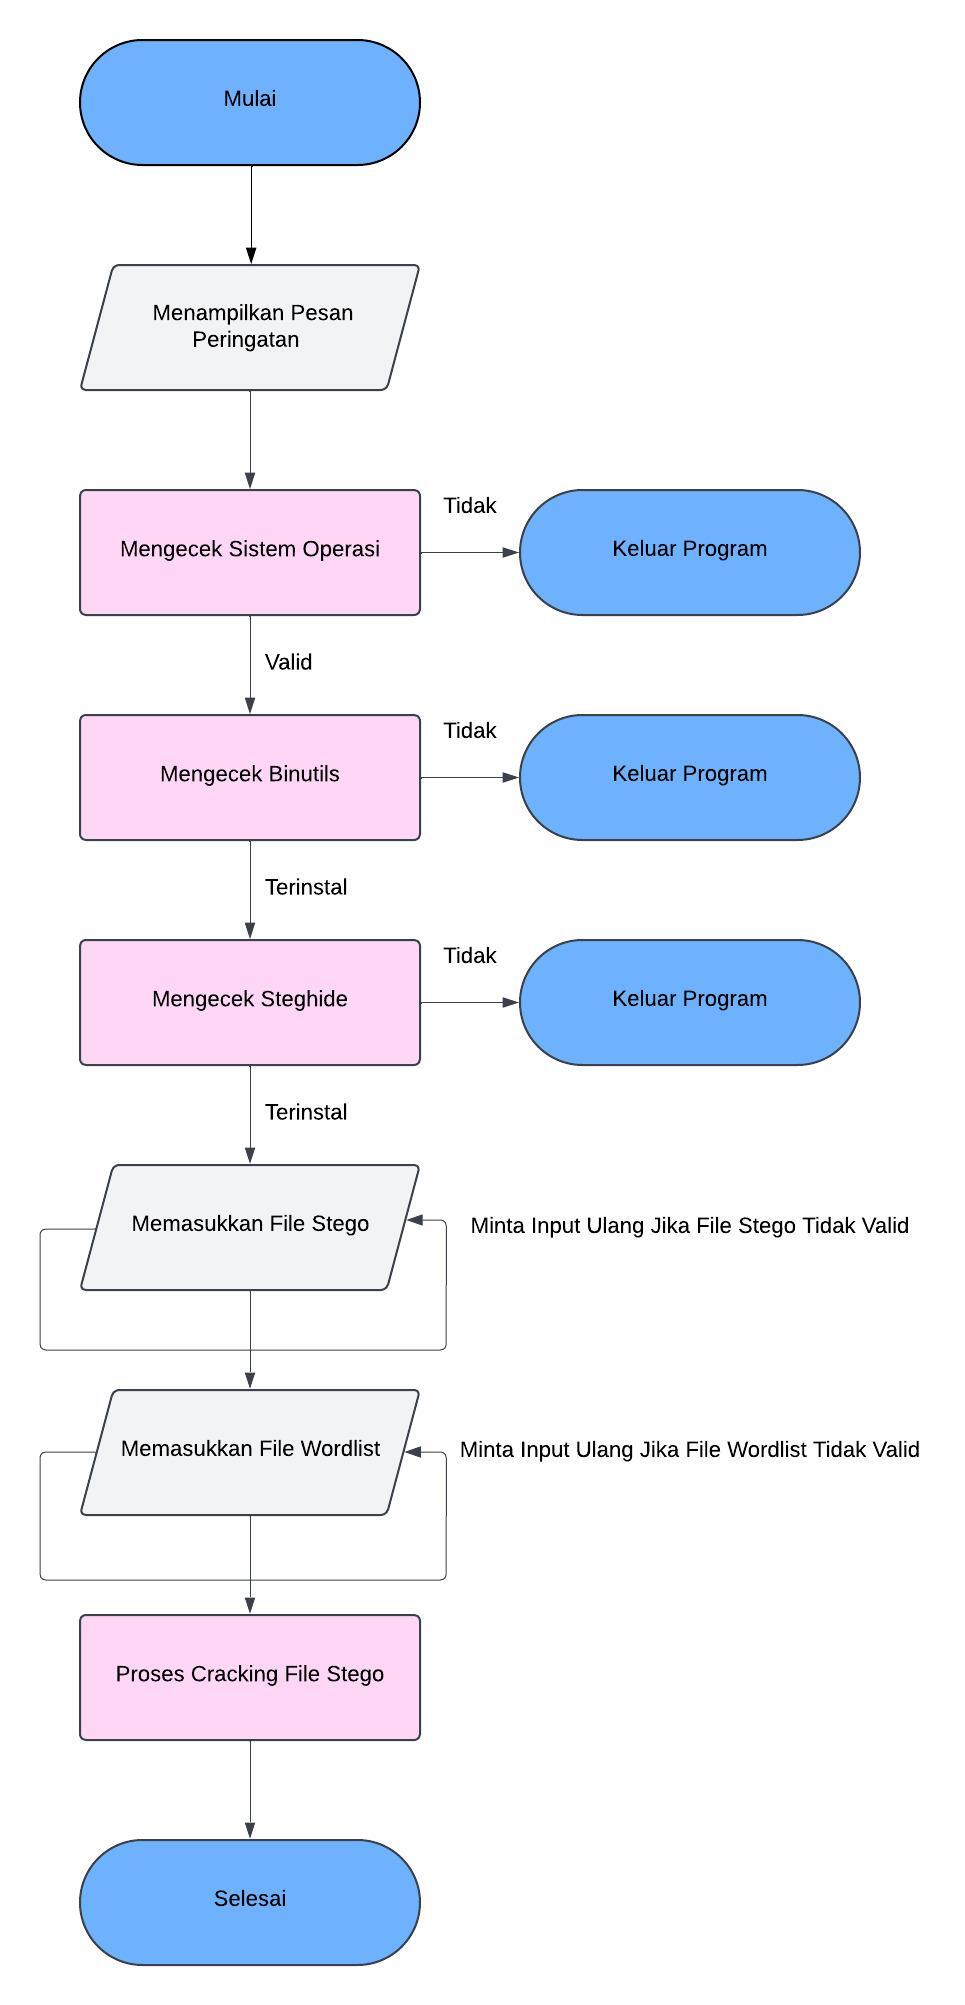 Mulai
Menampilkan Pesan
Peringatan
Mengecek Sistem Operasi
Tidak
Keluar Program
Valid
Mengecek Binutils
Tidak
Keluar Program
Terinstal
Mengecek Steghide
Tidak
Keluar Program
Terinstal
Memasukkan File Stego
Minta Input Ulang Jika File Stego Tidak Valid
Memasukkan File Wordlist
Minta Input Ulang Jika File Wordlist Tidak Valid
Proses Cracking File Stego
Selesai